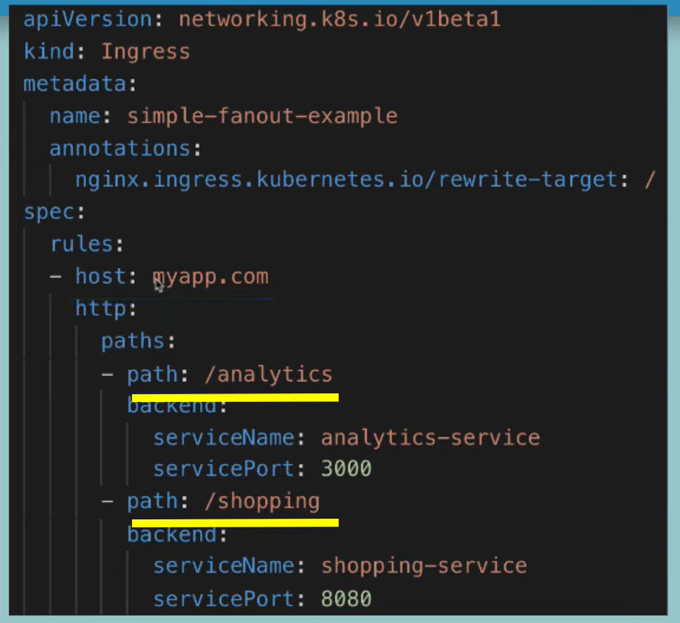 apiVersion: networking.k8s.io/v1beta1
kind: Ingress
metadata:
  name: simple-fanout-example
  annotations:
    nginx.ingress.kubernetes.io/rewrite-target: /
spec:
  rules:
  - host: myapp.com
    http:
      paths:
      - path: /analytics
        backend:
          serviceName: analytics-service
          servicePort: 3000
      - path: /shopping
        backend:
          serviceName: shopping-service
          servicePort: 8080